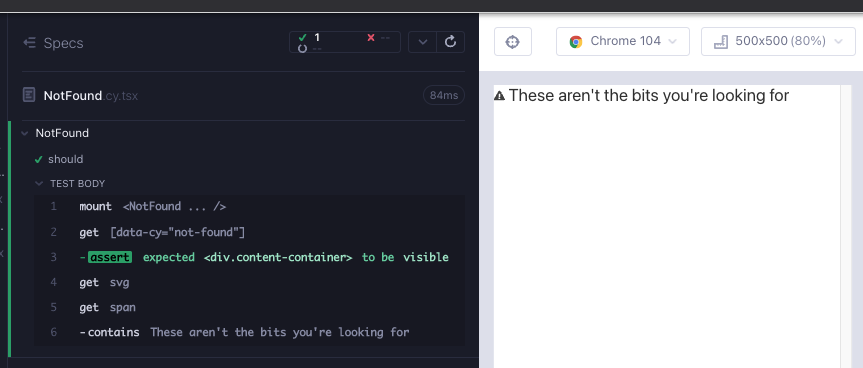 Specs
1
--
--
Chrome 104
500x500 (80%)
NotFound.cy.tsx
84ms
These aren't the bits you're looking for
NotFound
should
TEST BODY
1 mount <NotFound ... />
2 get [data-cy="not-found"]
3 -assert expected <div.content-container> to be visible
4 get svg
5 get span
6 -contains These aren't the bits you're looking for